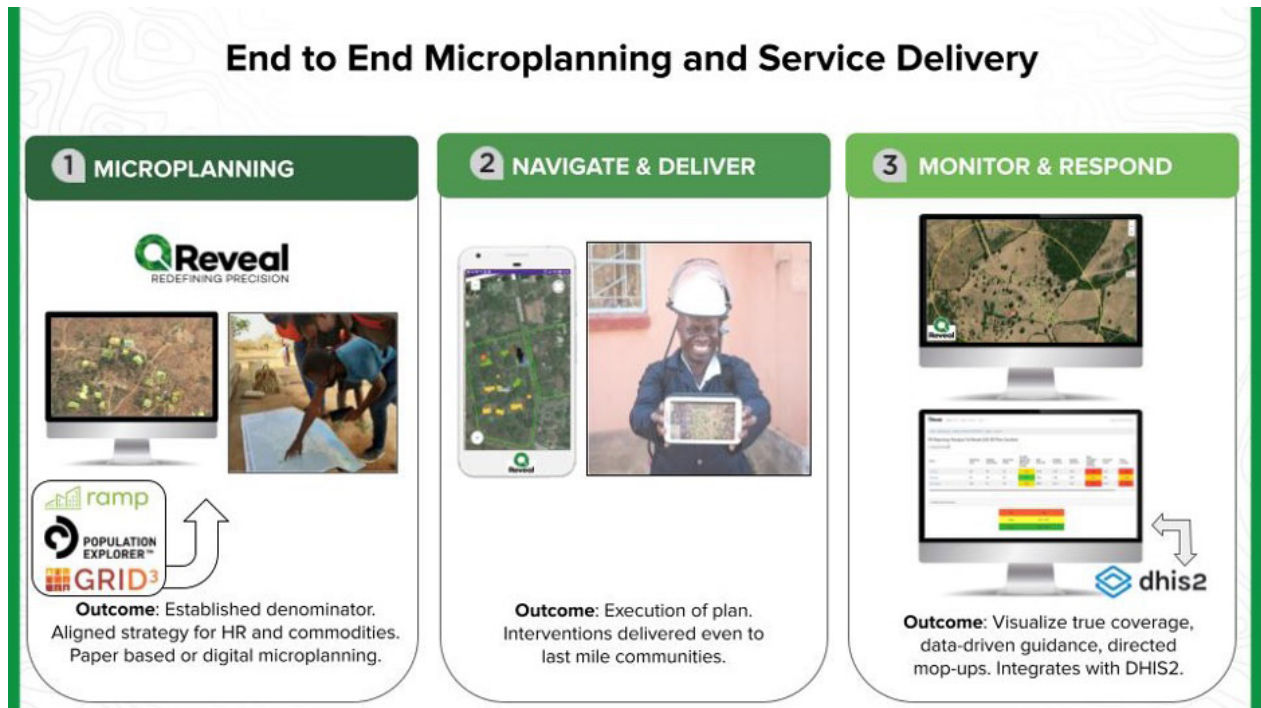 End to End Microplanning and Service Delivery
1 MICROPLANNING
Reveal
REDEFINING PRECISION
ramp
POPULATION
EXPLORER™
GRID³
Outcome: Established denominator.
Aligned strategy for HR and commodities.
Paper based or digital microplanning.
2 NAVIGATE & DELIVER
Reveal
Outcome: Execution of plan.
Interventions delivered even to
last mile communities.
3 MONITOR & RESPOND
Reveal
Reveal
dhis2
Outcome: Visualize true coverage,
data-driven guidance, directed
mop-ups. Integrates with DHIS2.